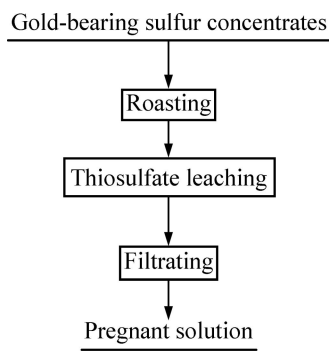 Gold-bearing sulfur concentrates
Roasting
Thiosulfate leaching
Filtrating
Pregnant solution